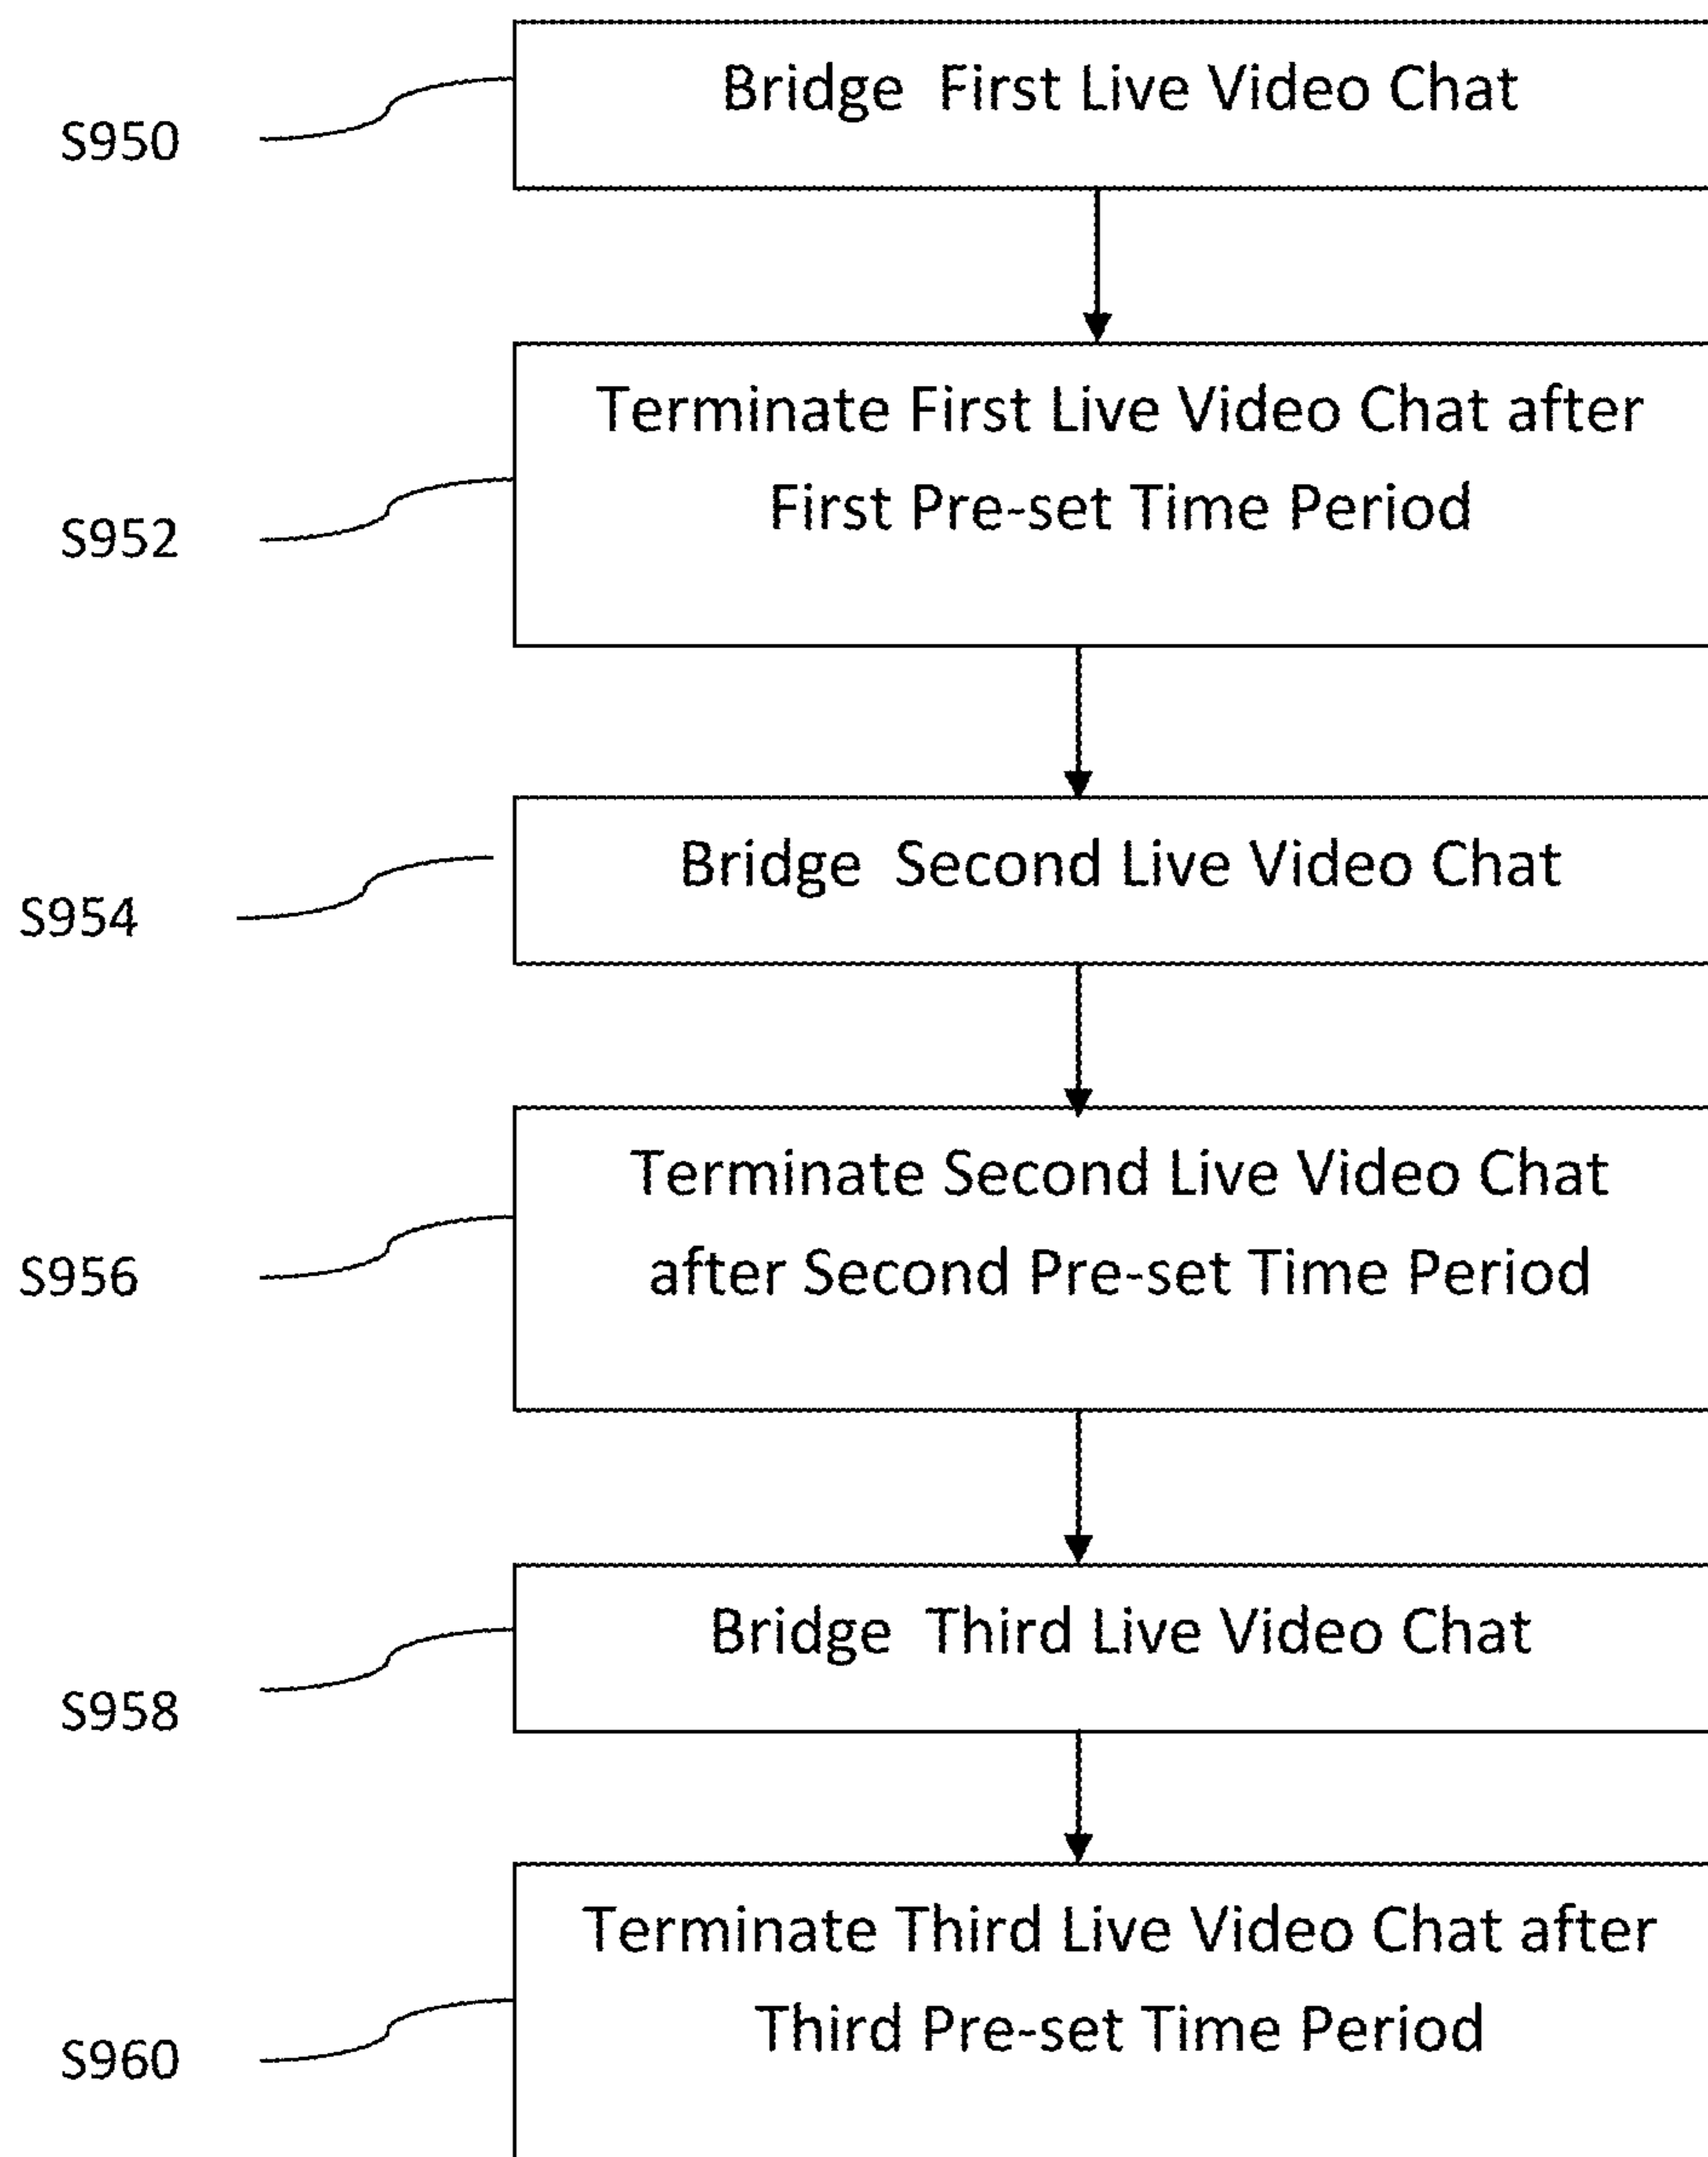 Bridge  First Live Video Chat
S950
Terminate First Live Video Chat after
First Pre-set Time Period
S952
Bridge  Second Live Video Chat
S954
Terminate Second Live Video Chat
after Second Pre-set Time Period
S956
Bridge  Third Live Video Chat
S958
Terminate Third Live Video Chat after
Third Pre-set Time Period
S960